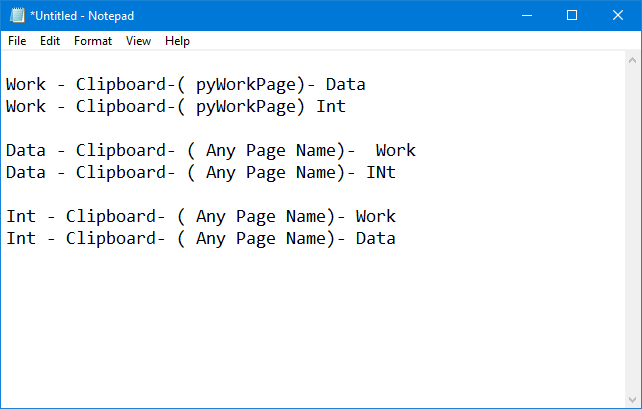 *Untitled - Notepad
File Edit Format View Help
Work - Clipboard-( pyWorkPage)- Data
Work - Clipboard-( pyWorkPage) Int
Data - Clipboard- ( Any Page Name)-  Work
Data - Clipboard- ( Any Page Name)- INt
Int - Clipboard- ( Any Page Name)- Work
Int - Clipboard- ( Any Page Name)- Data